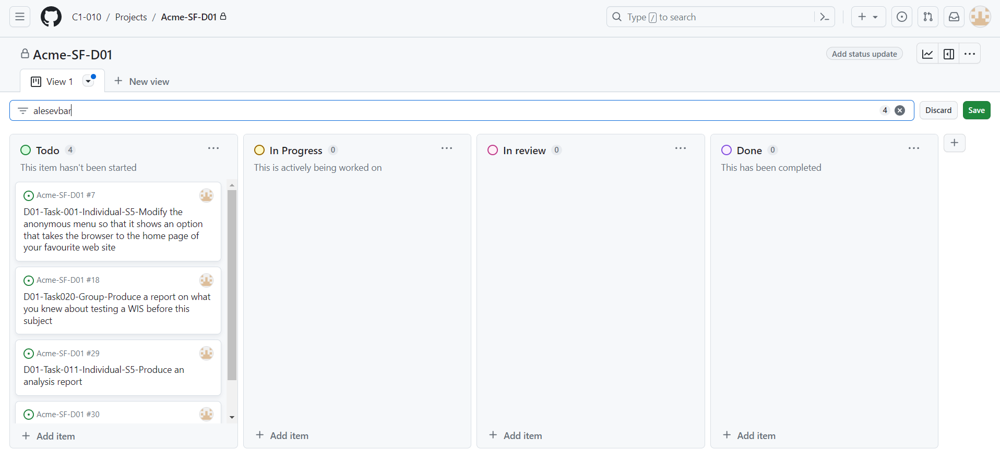 C1-010 / Projects / Acme-SF-D01
Type / to search
Acme-SF-D01
Add status update
View 1
New view
alesevbar
4
Discard
Save
Todo 4
This item hasn't been started
Acme-SF-D01 #7
D01-Task-001-Individual-S5-Modify the
anonymous menu so that it shows an option
that takes the browser to the home page of
your favourite web site
Acme-SF-D01 #18
D01-Task020-Group-Produce a report on what
you knew about testing a WIS before this
subject
Acme-SF-D01 #29
D01-Task-011-Individual-S5-Produce an
analysis report
Acme-SF-D01 #30
Add item
In Progress 0
This is actively being worked on
Add item
In review 0
Add item
Done 0
This has been completed
Add item